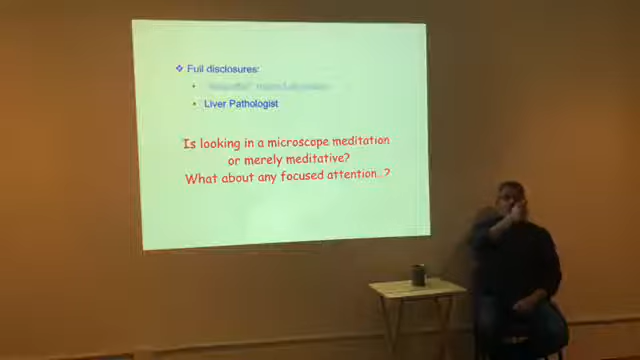 Full disclosures:
Liver Pathologist
Is looking in a microscope meditation
or merely meditative?
What about any focused attention..?